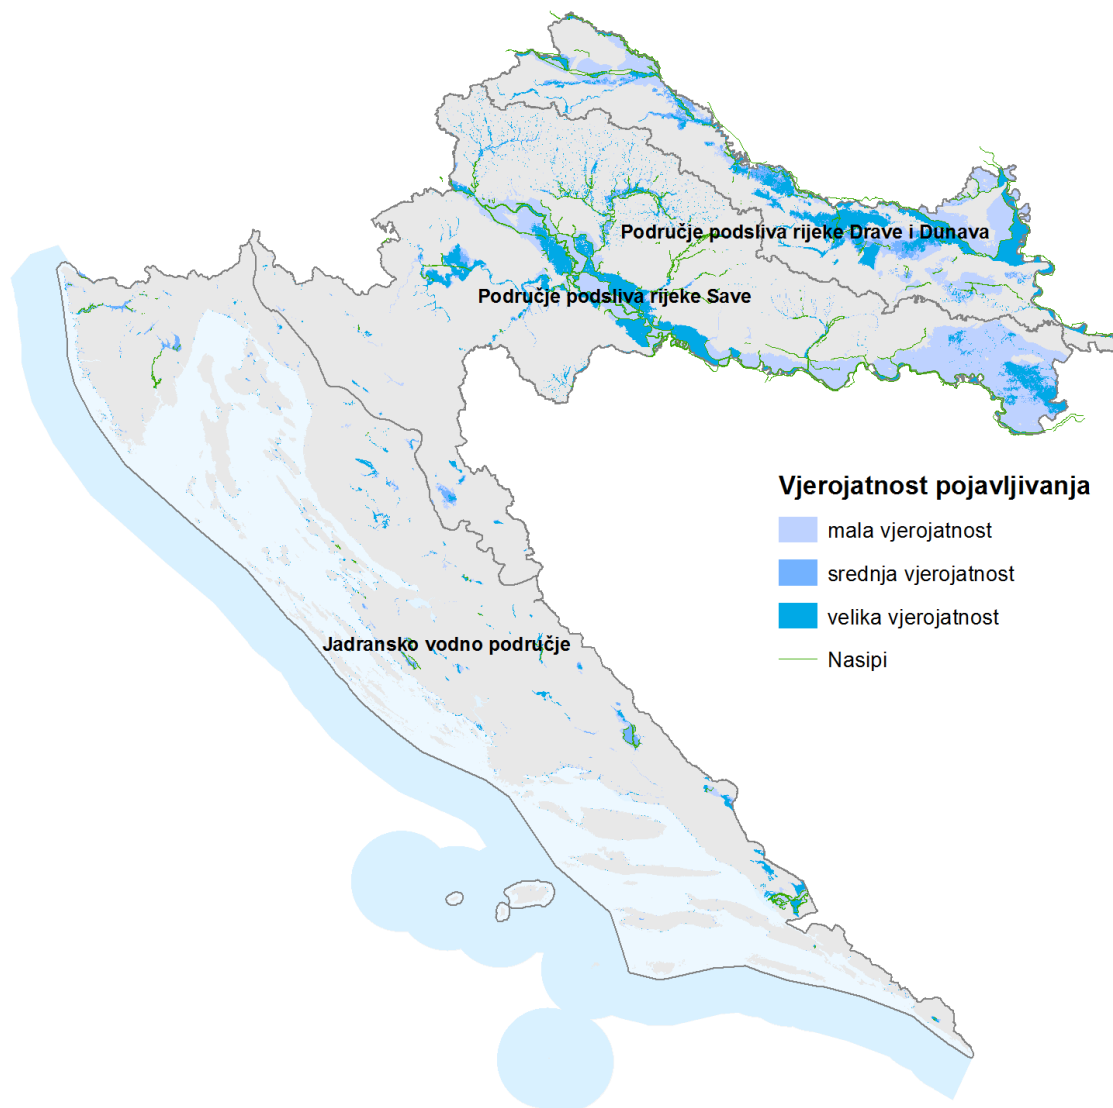 Područje podsliva rijeke Drave i Dunava
Područje podsliva rijeke Save
Vjerojatnost pojavljivanja
mala vjerojatnost
srednja vjerojatnost
velika vjerojatnost
Nasipi
Jadransko vodno područje